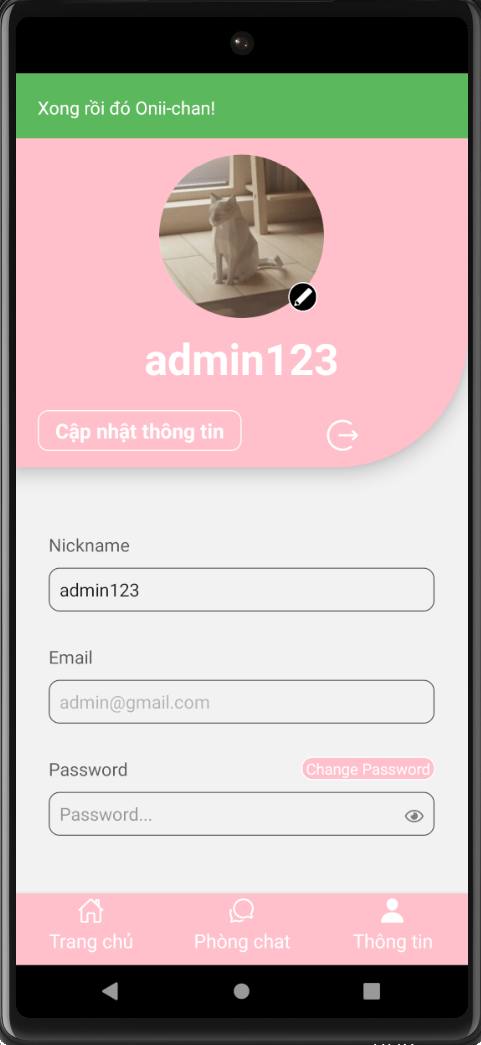 Xong rồi đó Onii-chan!
admin123
Cập nhật thông tin
Nickname
admin123
Email
admin@gmail.com
Password
Change Password
Password...
Trang chủ
Phòng chat
Thông tin